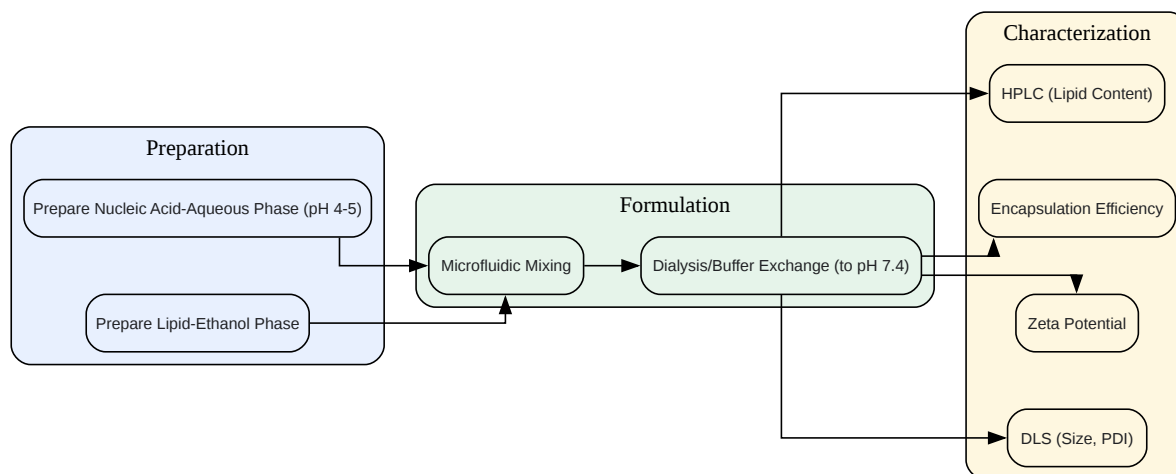 Preparation
Prepare Nucleic Acid-Aqueous Phase (pH 4-5)
Prepare Lipid-Ethanol Phase
Formulation
Microfluidic Mixing
Dialysis/Buffer Exchange (to pH 7.4)
Characterization
HPLC (Lipid Content)
Encapsulation Efficiency
Zeta Potential
DLS (Size, PDI)